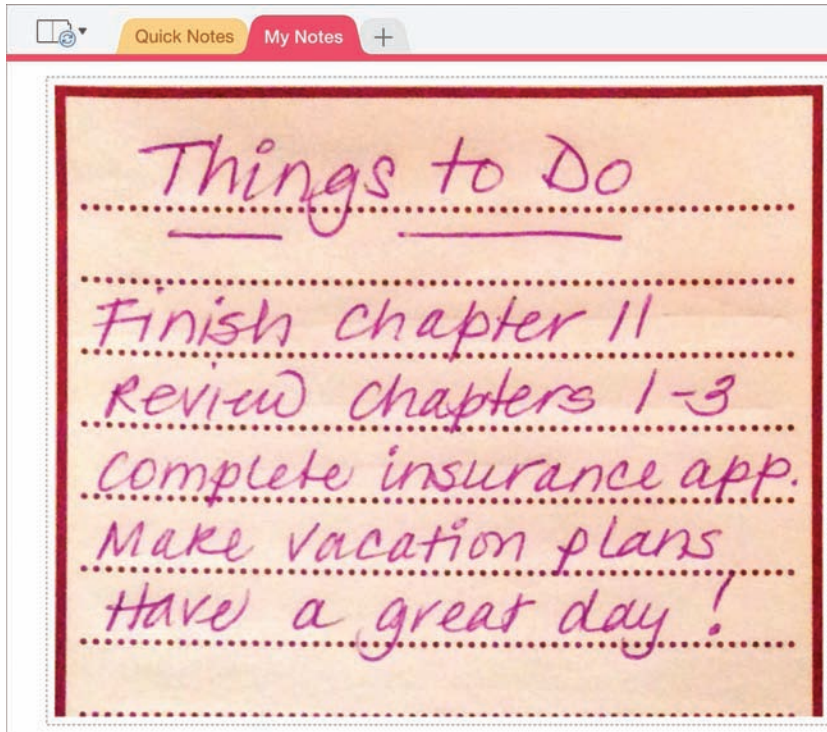 Quick Notes My Notes +
Things to Do
Finish chapter 11
Review chapters 1-3
Complete insurance app.
Make vacation plans
Have a great day!